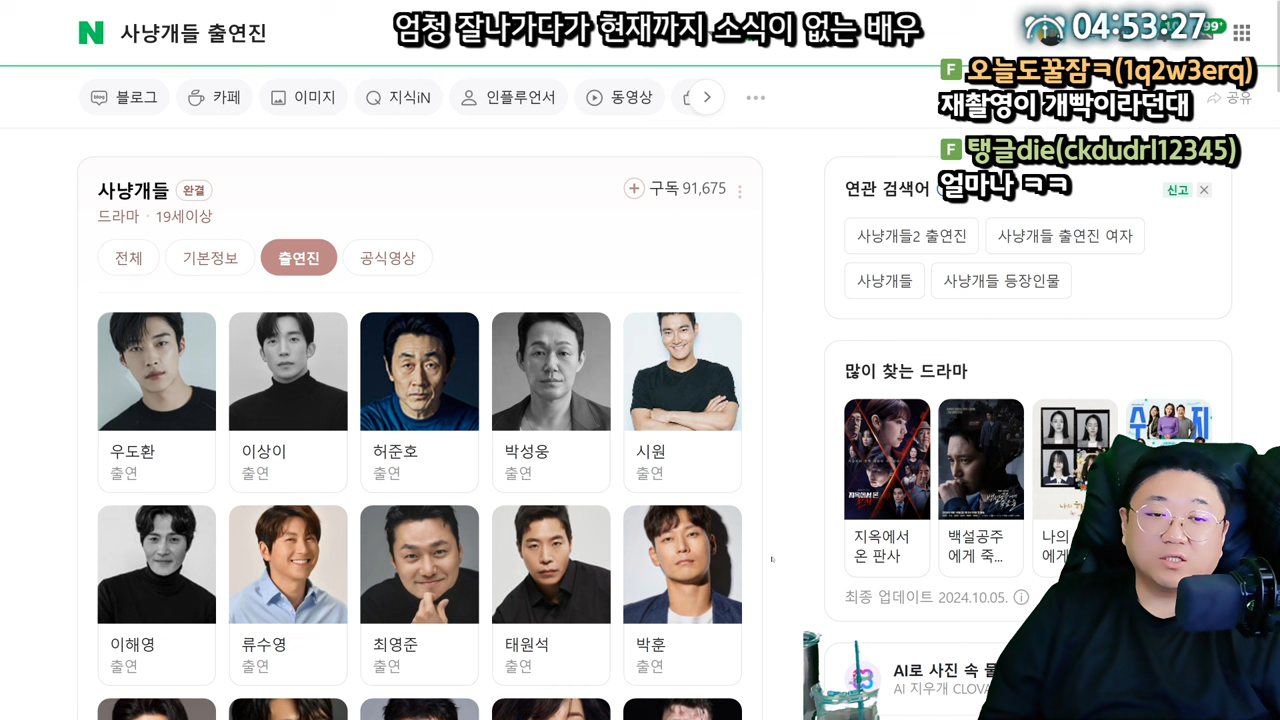 엄청 잘나가다가 현재까지 소식이 없는 배우
N 사냥개들 출연진
04:53:27
99+
블로그 카페 이미지 지식iN 인플루언서 동영상
공유
F 오늘도꿀잠ㅋ(1q2w3erq)
재촬영이 개빡이라던대
F 탱글die(ckdudrl12345)
얼마나 ㅋㅋ
사냥개들 완결
구독 91,675
드라마 · 19세이상
전체 기본정보 출연진 공식영상
우도환 이상이 허준호 박성웅 시원
출연 출연 출연 출연 출연
이해영 류수영 최영준 태원석 박훈
출연 출연 출연 출연 출연
연관 검색어
신고
사냥개들2 출연진 사냥개들 출연진 여자
사냥개들 사냥개들 등장인물
많이 찾는 드라마
지옥에서 온 판사
수지
지옥에서 백설공주 나의
온 판사 에게 죽... 에게
최종 업데이트 2024.10.05.
AI로 사진 속
AI 지우개 CLOVA